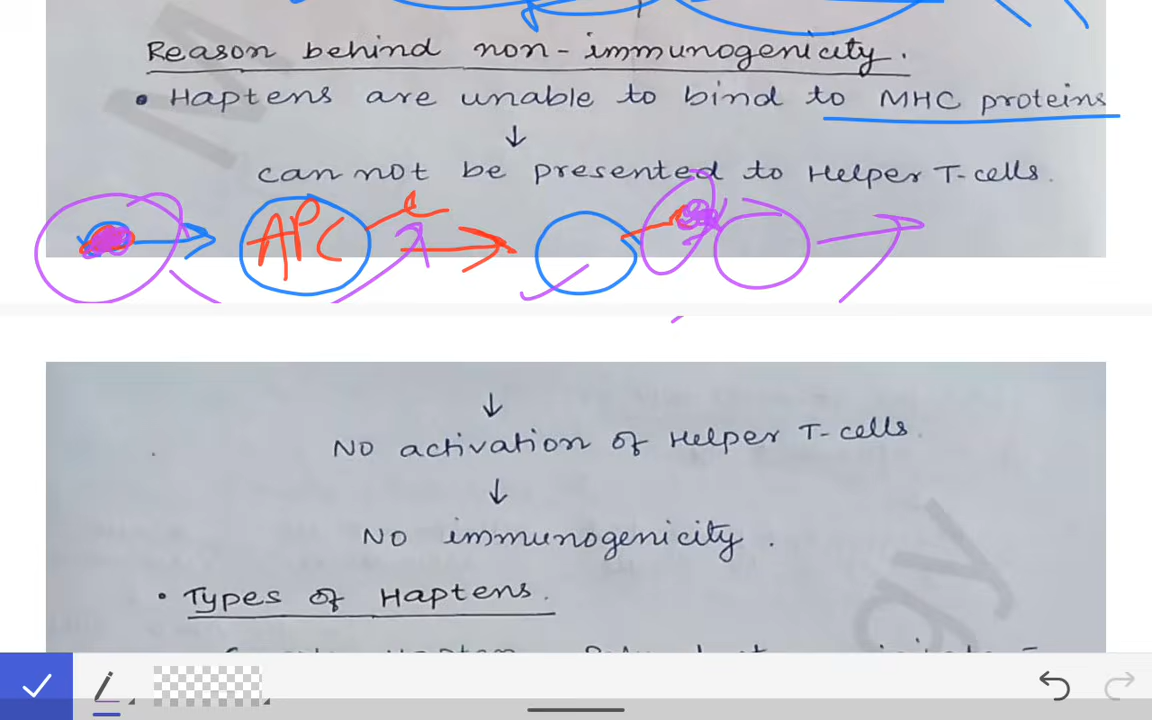 Reason behind non-immunogenicity.
• Haptens are unable to bind to MHC proteins
↓
can not be presented to Helper T-cells.
APC
↓
No activation of Helper T-cells.
↓
No immunogenicity.
• Types of Haptens.